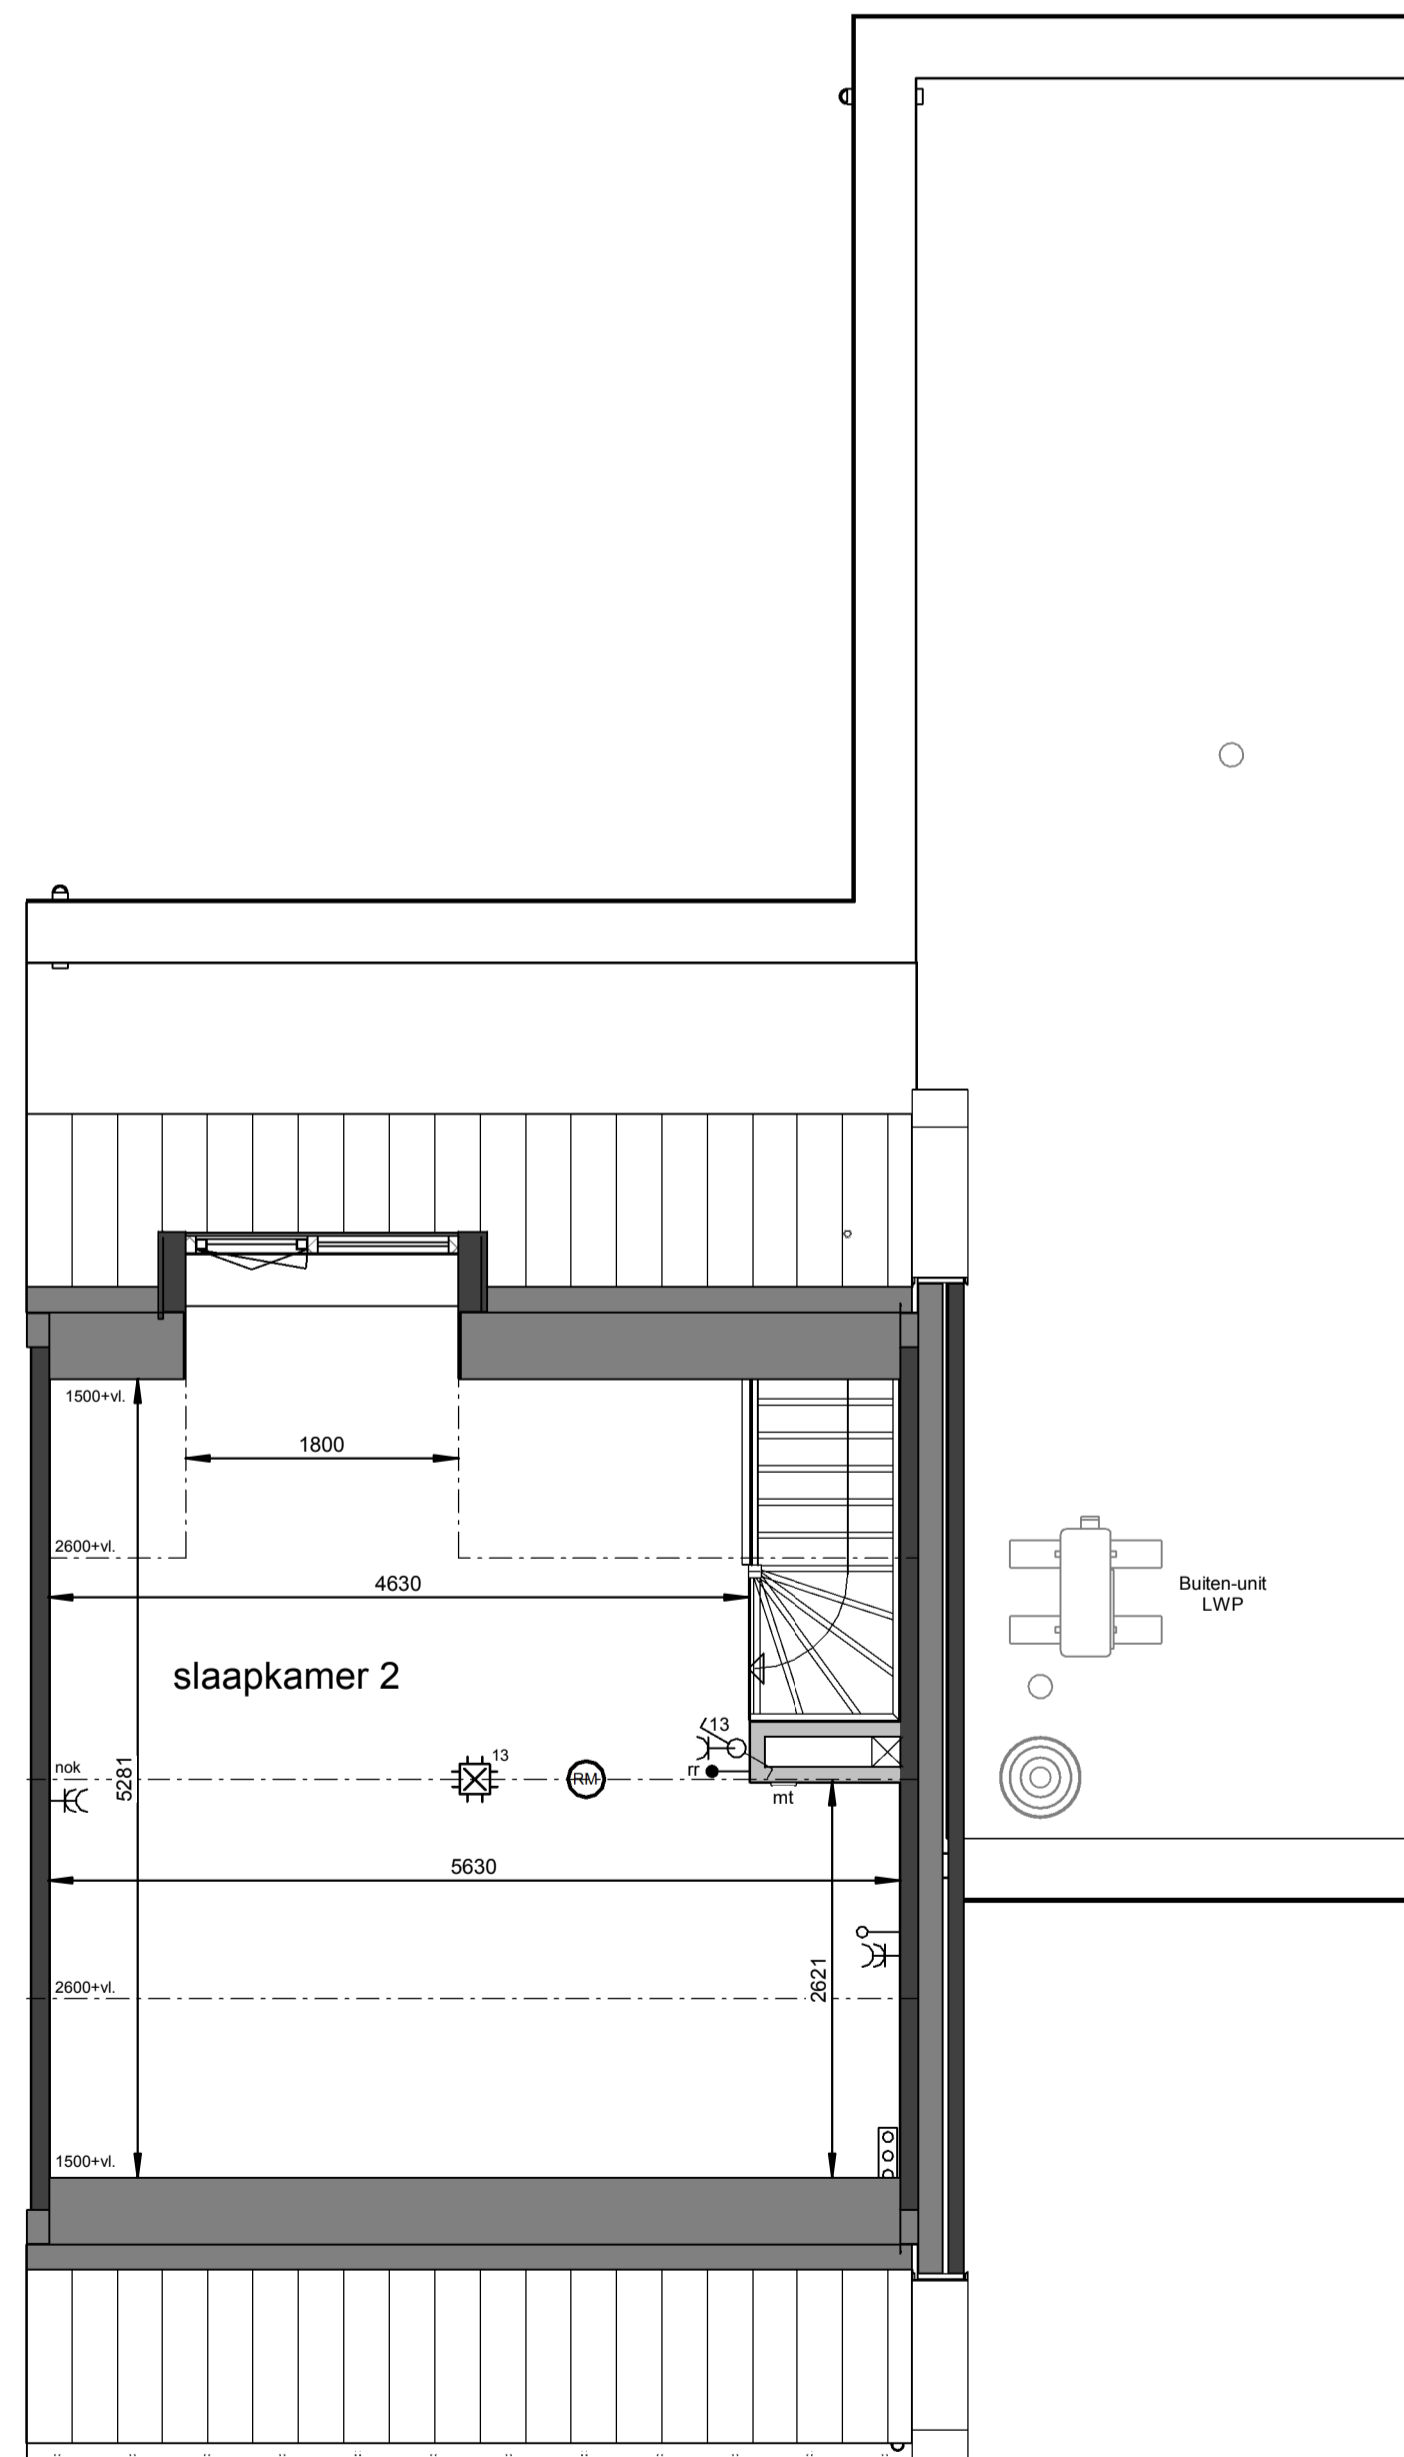 1500+vl.
1800
2600+vl.
4630
Buiten-unit
LWP
slaapkamer 2
13
13
nok
RM
rr
mt
5281
5630
2621
2600+vl.
1500+vl.